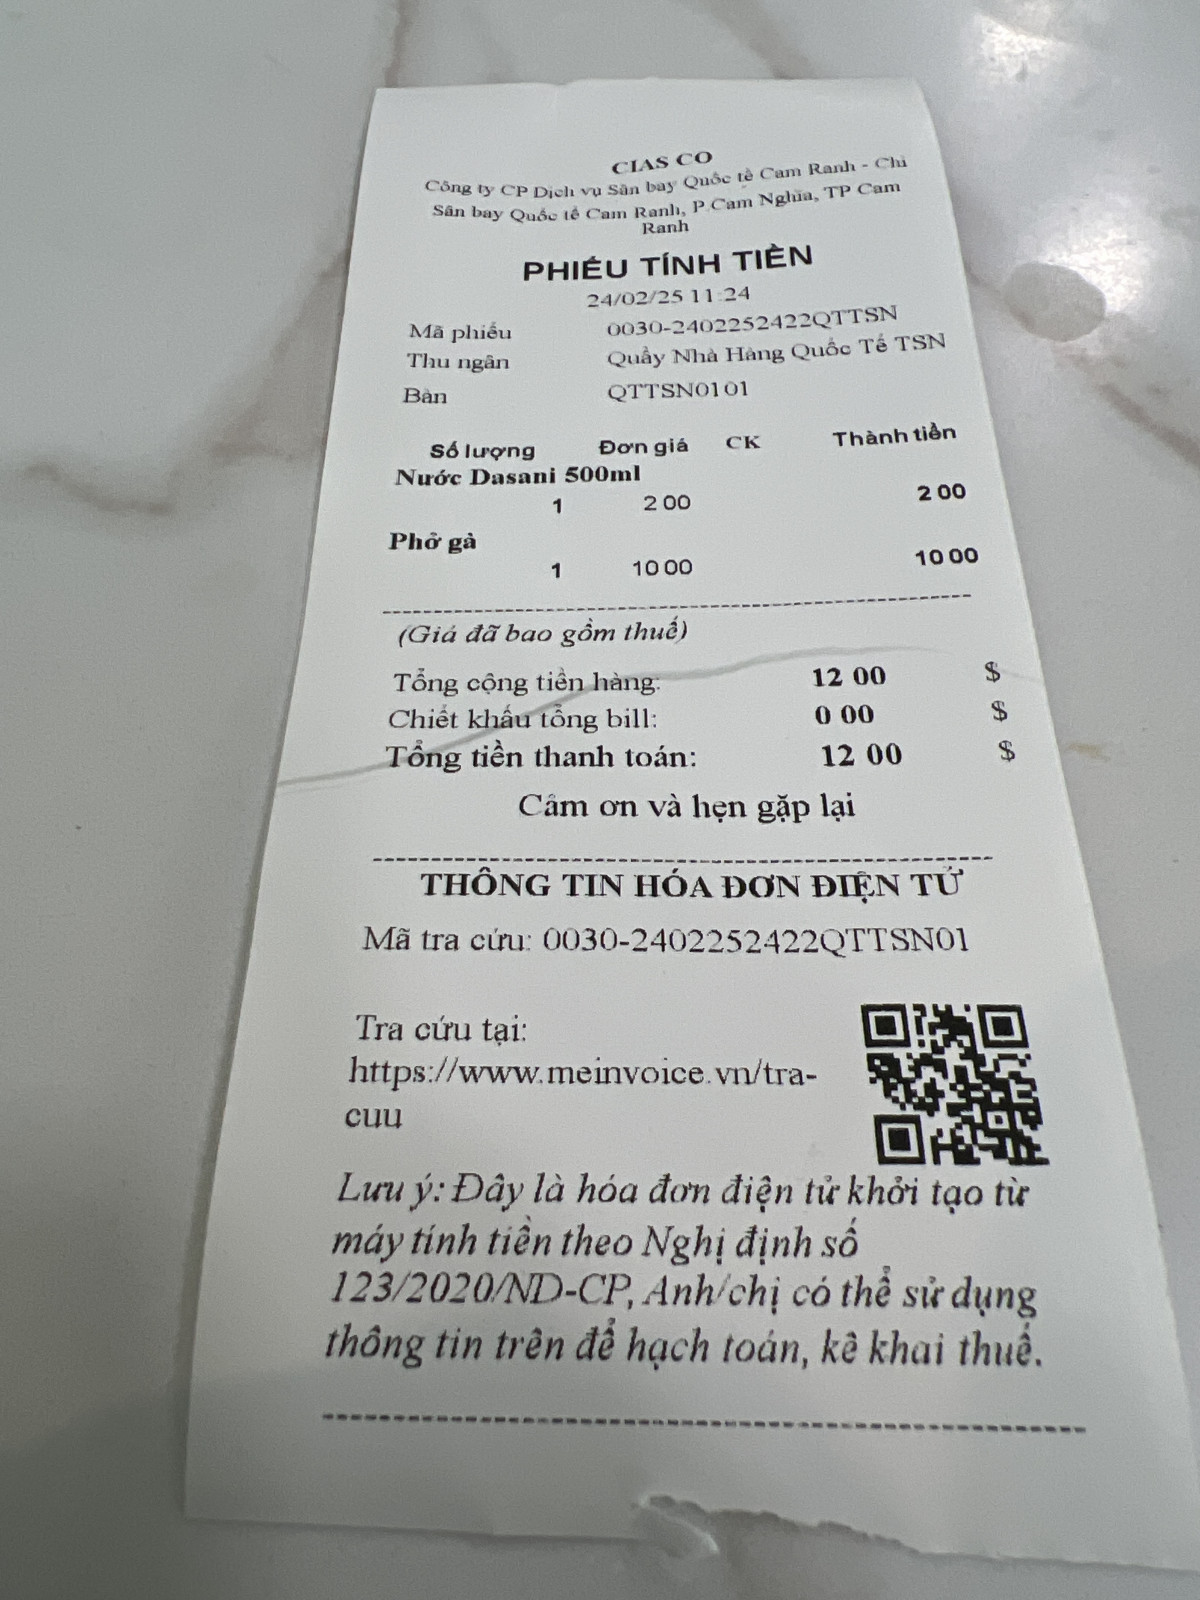 CIAS CO
Công ty CP Dịch vụ Sân bay Quốc tế Cam Ranh - Chi
Sân bay Quốc tế Cam Ranh, P.Cam Nghĩa, TP Cam
Ranh
PHIẾU TÍNH TIỀN
24/02/25 11:24
Mã phiếu 0030-2402252422QTTSN
Thu ngân Quầy Nhà Hàng Quốc Tế TSN
Bàn QTTSN0101
Số lượng Đơn giá CK Thành tiền
Nước Dasani 500ml
1 2 00 2 00
Phở gà
1 10 00 10 00
(Giá đã bao gồm thuế)
Tổng cộng tiền hàng: 12 00 $
Chiết khấu tổng bill: 0 00 $
Tổng tiền thanh toán: 12 00 $
Cảm ơn và hẹn gặp lại
THÔNG TIN HÓA ĐƠN ĐIỆN TỬ
Mã tra cứu: 0030-2402252422QTTSN01
Tra cứu tại:
https://www.meinvoice.vn/tra-
cuu
Lưu ý: Đây là hóa đơn điện tử khởi tạo từ
máy tính tiền theo Nghị định số
123/2020/ND-CP, Anh/chị có thể sử dụng
thông tin trên để hạch toán, kê khai thuế.